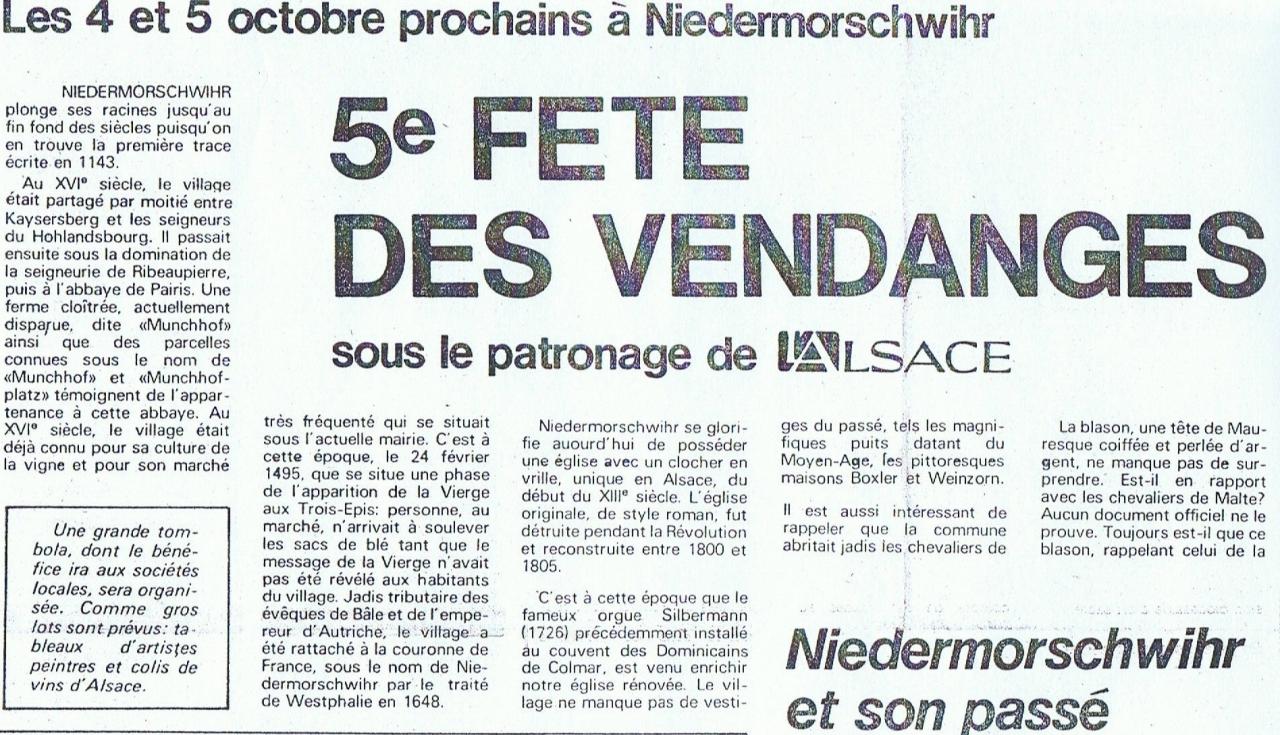 Les 4 et 5 octobre prochains à Niedermorschwihr
5e FETE
DES VENDANGES
sous le patronage de L'ALSACE
NIEDERMORSCHWIHR
plonge ses racines jusqu'au
fin fond des siècles puisqu'on
en trouve la première trace
écrite en 1143.
Au XVIe siècle, le village
était partagé par moitié entre
Kaysersberg et les seigneurs
du Hohlandsbourg. Il passait
ensuite sous la domination de
la seigneurie de Ribeaupierre,
puis à l'abbaye de Pairis. Une
ferme cloîtrée, actuellement
disparue, dite «Munchhof»
ainsi que des parcelles
connues sous le nom de
«Munchhof» et «Munchhof-
platz» témoignent de l'appar-
tenance à cette abbaye. Au
XVIe siècle, le village était
déjà connu pour sa culture de
la vigne et pour son marché
très fréquenté qui se situait
sous l'actuelle mairie. C'est à
cette époque, le 24 février
1495, que se situe une phase
de l'apparition de la Vierge
aux Trois-Epis: personne, au
marché, n'arrivait à soulever
les sacs de blé tant que le
message de la Vierge n'avait
pas été révélé aux habitants
du village. Jadis tributaire des
évêques de Bâle et de l'empe-
reur d'Autriche, le village a
été rattaché à la couronne de
France, sous le nom de Nie-
dermorschwihr par le traité
de Westphalie en 1648.
Niedermorschwihr se glori-
fie auourd'hui de posséder
une église avec un clocher en
vrille, unique en Alsace, du
début du XIIIe siècle. L'église
originale, de style roman, fut
détruite pendant la Révolution
et reconstruite entre 1800 et
1805.
C'est à cette époque que le
fameux orgue Silbermann
(1726) précédemment installé
au couvent des Dominicains
de Colmar, est venu enrichir
notre église rénovée. Le vil-
lage ne manque pas de vesti-
ges du passé, tels les magni-
fiques puits datant du
Moyen-Age, les pittoresques
maisons Boxler et Weinzorn.
Il est aussi intéressant de
rappeler que la commune
abritait jadis les chevaliers de
La blason, une tête de Mau-
resque coiffée et perlée d'ar-
gent, ne manque pas de sur-
prendre. Est-il en rapport
avec les chevaliers de Malte?
Aucun document officiel ne le
prouve. Toujours est-il que ce
blason, rappelant celui de la
Une grande tom-
bola, dont le béné-
fice ira aux sociétés
locales, sera organi-
sée. Comme gros
lots sont prévus: ta-
bleaux d'artistes
peintres et colis de
vins d'Alsace.
Niedermorschwihr
et son passé